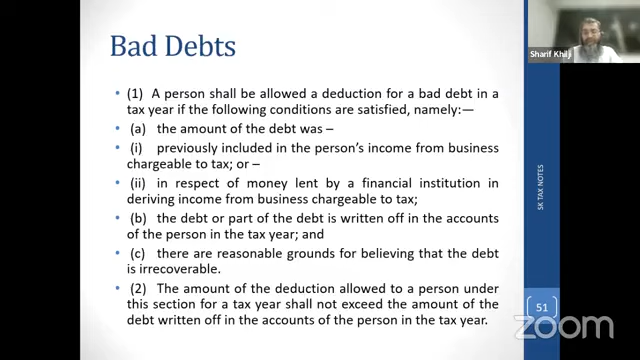 Sharif Khilji
Bad Debts
• (1) A person shall be allowed a deduction for a bad debt in a
tax year if the following conditions are satisfied, namely:—
• (a) the amount of the debt was –
• (i) previously included in the person's income from business
chargeable to tax; or –
• (ii) in respect of money lent by a financial institution in
deriving income from business chargeable to tax;
• (b) the debt or part of the debt is written off in the accounts
of the person in the tax year; and
• (c) there are reasonable grounds for believing that the debt
is irrecoverable.
• (2) The amount of the deduction allowed to a person under
this section for a tax year shall not exceed the amount of the
debt written off in the accounts of the person in the tax year.
SK TAX NOTES
51
zoom